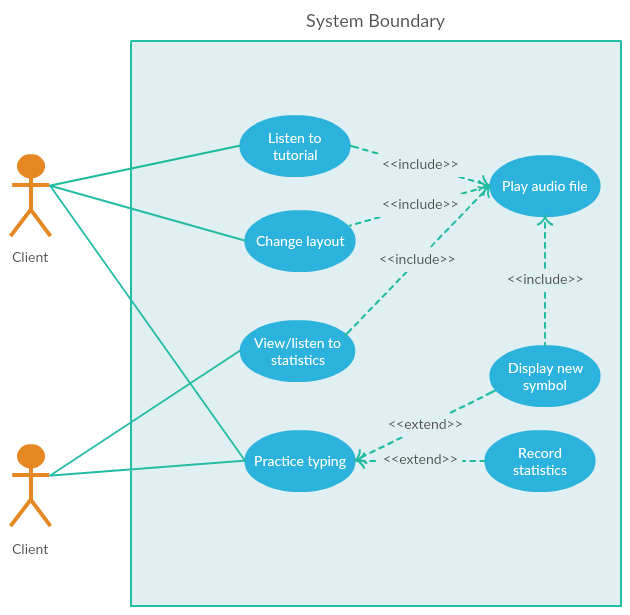 System Boundary
Listen to
tutorial
<<include>>
Play audio file
<<include>>
Change layout
Client
<<include>>
<<include>>
View/listen to
statistics
Display new
symbol
<<extend>>
Practice typing
<<extend>>
Record
statistics
Client